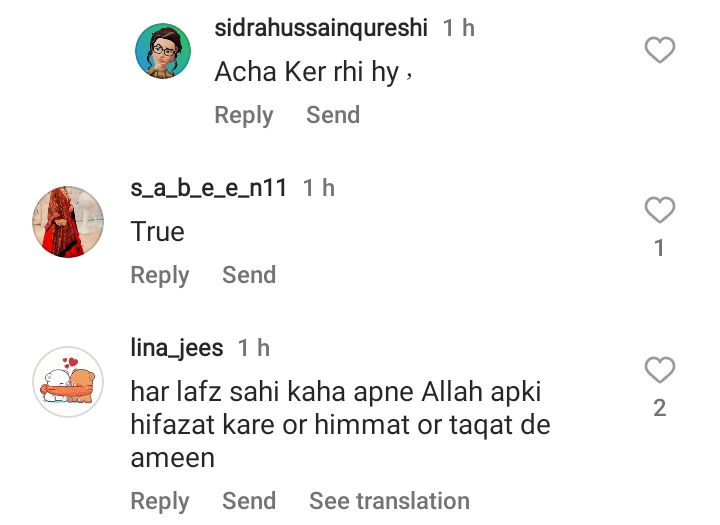 sidrahussainqureshi 1 h
Acha Ker rhi hy ،
Reply Send
s_a_b_e_e_n11 1 h
True
1
Reply Send
lina_jees 1 h
har lafz sahi kaha apne Allah apki
hifazat kare or himmat or taqat de
ameen
2
Reply Send See translation